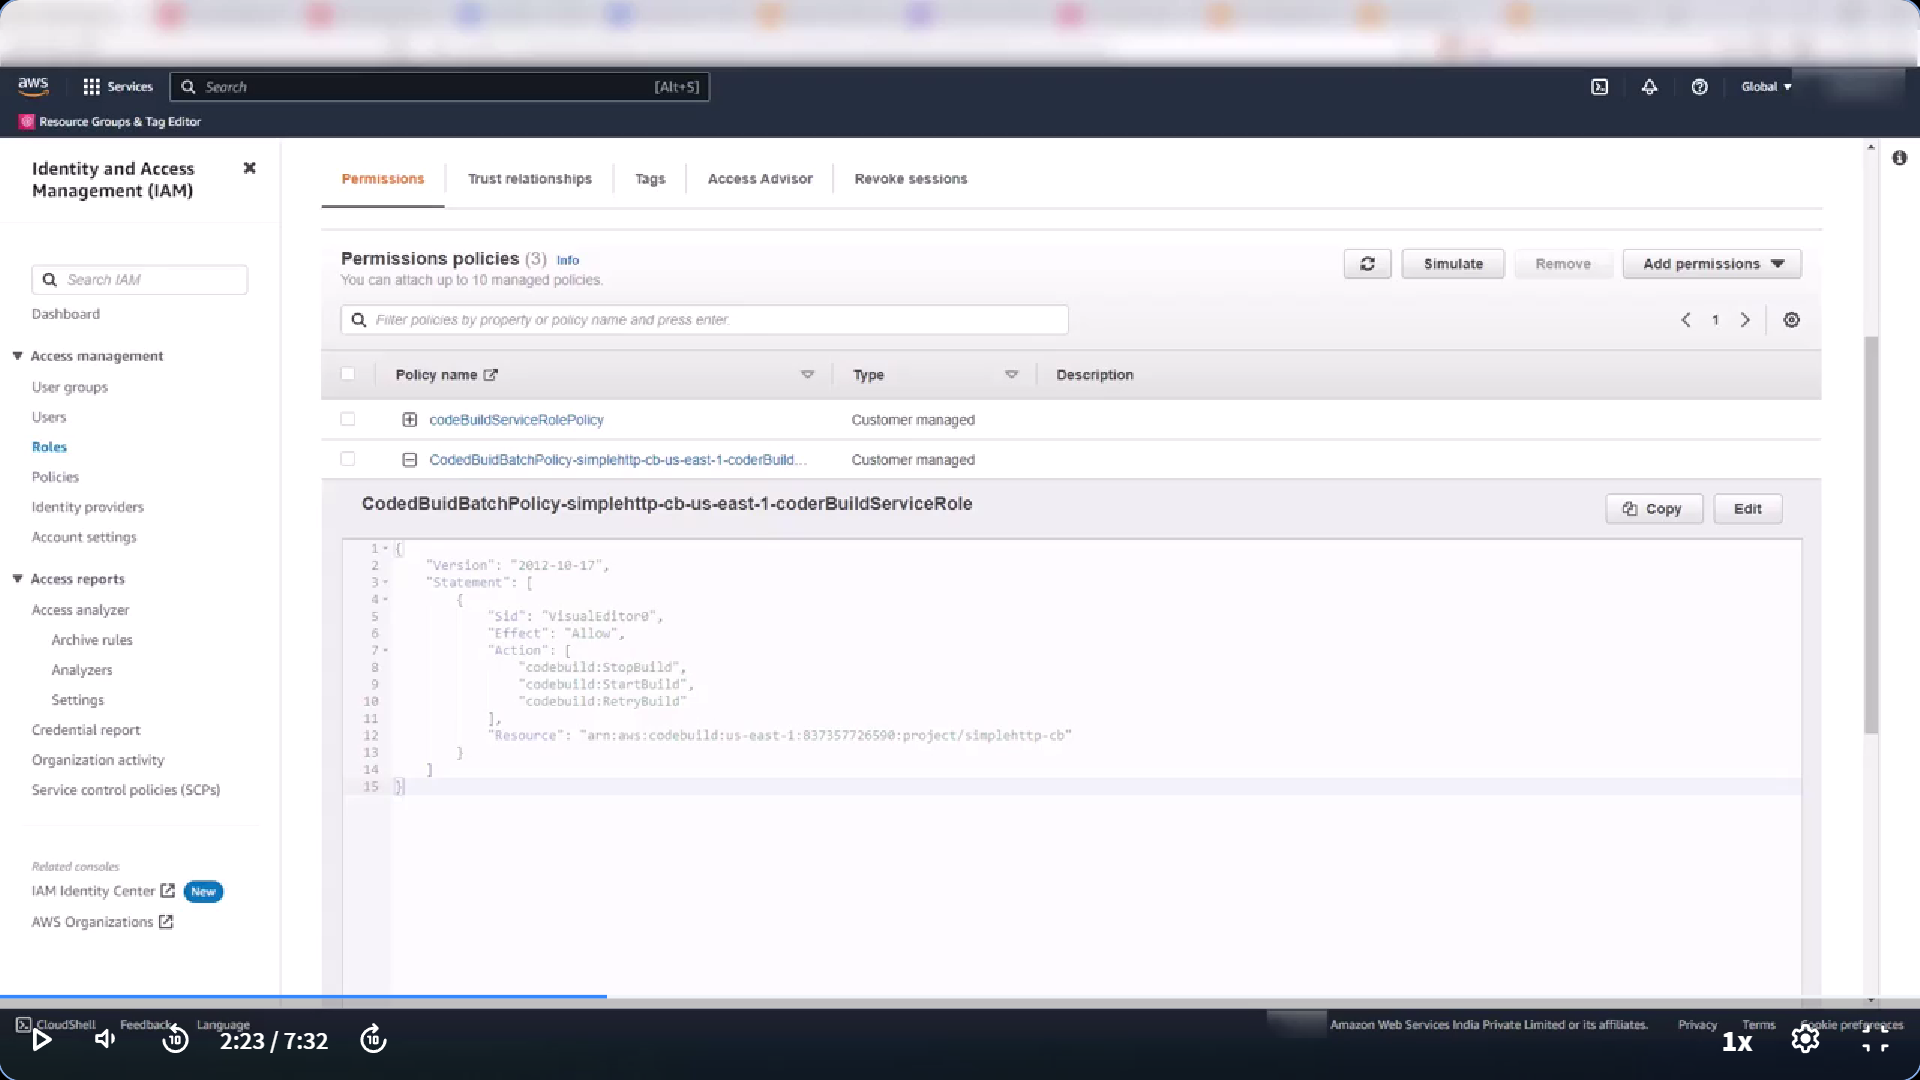 aws
Services
Search
[Alt+S]
Global
Resource Groups & Tag Editor
Identity and Access Management (IAM)
Search IAM
Dashboard
Access management
User groups
Users
Roles
Policies
Identity providers
Account settings
Access reports
Access analyzer
Archive rules
Analyzers
Settings
Credential report
Organization activity
Service control policies (SCPs)
Related consoles
IAM Identity Center
New
AWS Organizations
Permissions
Trust relationships
Tags
Access Advisor
Revoke sessions
Permissions policies (3) Info
You can attach up to 10 managed policies.
Simulate
Remove
Add permissions
Filter policies by property or policy name and press enter.
1
Policy name
Type
Description
codeBuildServiceRolePolicy
Customer managed
CodedBuidBatchPolicy-simplehttp-cb-us-east-1-coderBuild...
Customer managed
CodedBuidBatchPolicy-simplehttp-cb-us-east-1-coderBuildServiceRole
Copy
Edit
1 {
2 "Version": "2012-10-17",
3 "Statement": [
4 {
5 "Sid": "VisualEditor0",
6 "Effect": "Allow",
7 "Action": [
8 "codebuild:StopBuild",
9 "codebuild:StartBuild",
10 "codebuild:RetryBuild"
11 ],
12 "Resource": "arn:aws:codebuild:us-east-1:837357726590:project/simplehttp-cb"
13 }
14 ]
15 }
CloudShell
Feedback
Language
Amazon Web Services India Private Limited or its affiliates.
Privacy
Terms
Cookie preferences
10
2:23 / 7:32
10
1x